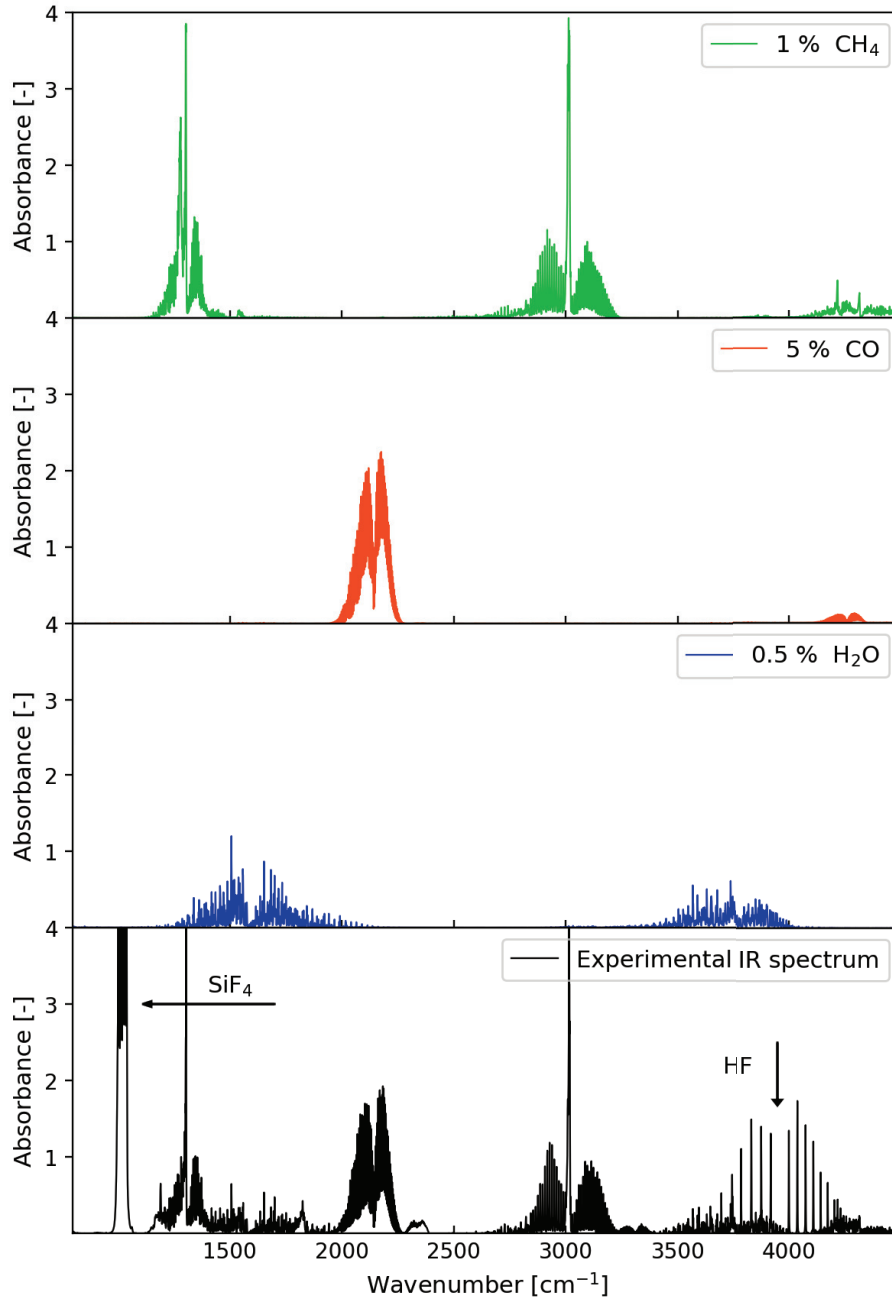 4
3
2
1
Absorbance [-]
1 % CH₄
4
3
2
1
Absorbance [-]
5 % CO
4
3
2
1
Absorbance [-]
0.5 % H₂O
4
3
2
1
Absorbance [-]
Experimental IR spectrum
SiF₄
HF
1500 2000 2500 3000 3500 4000
Wavenumber [cm⁻¹]